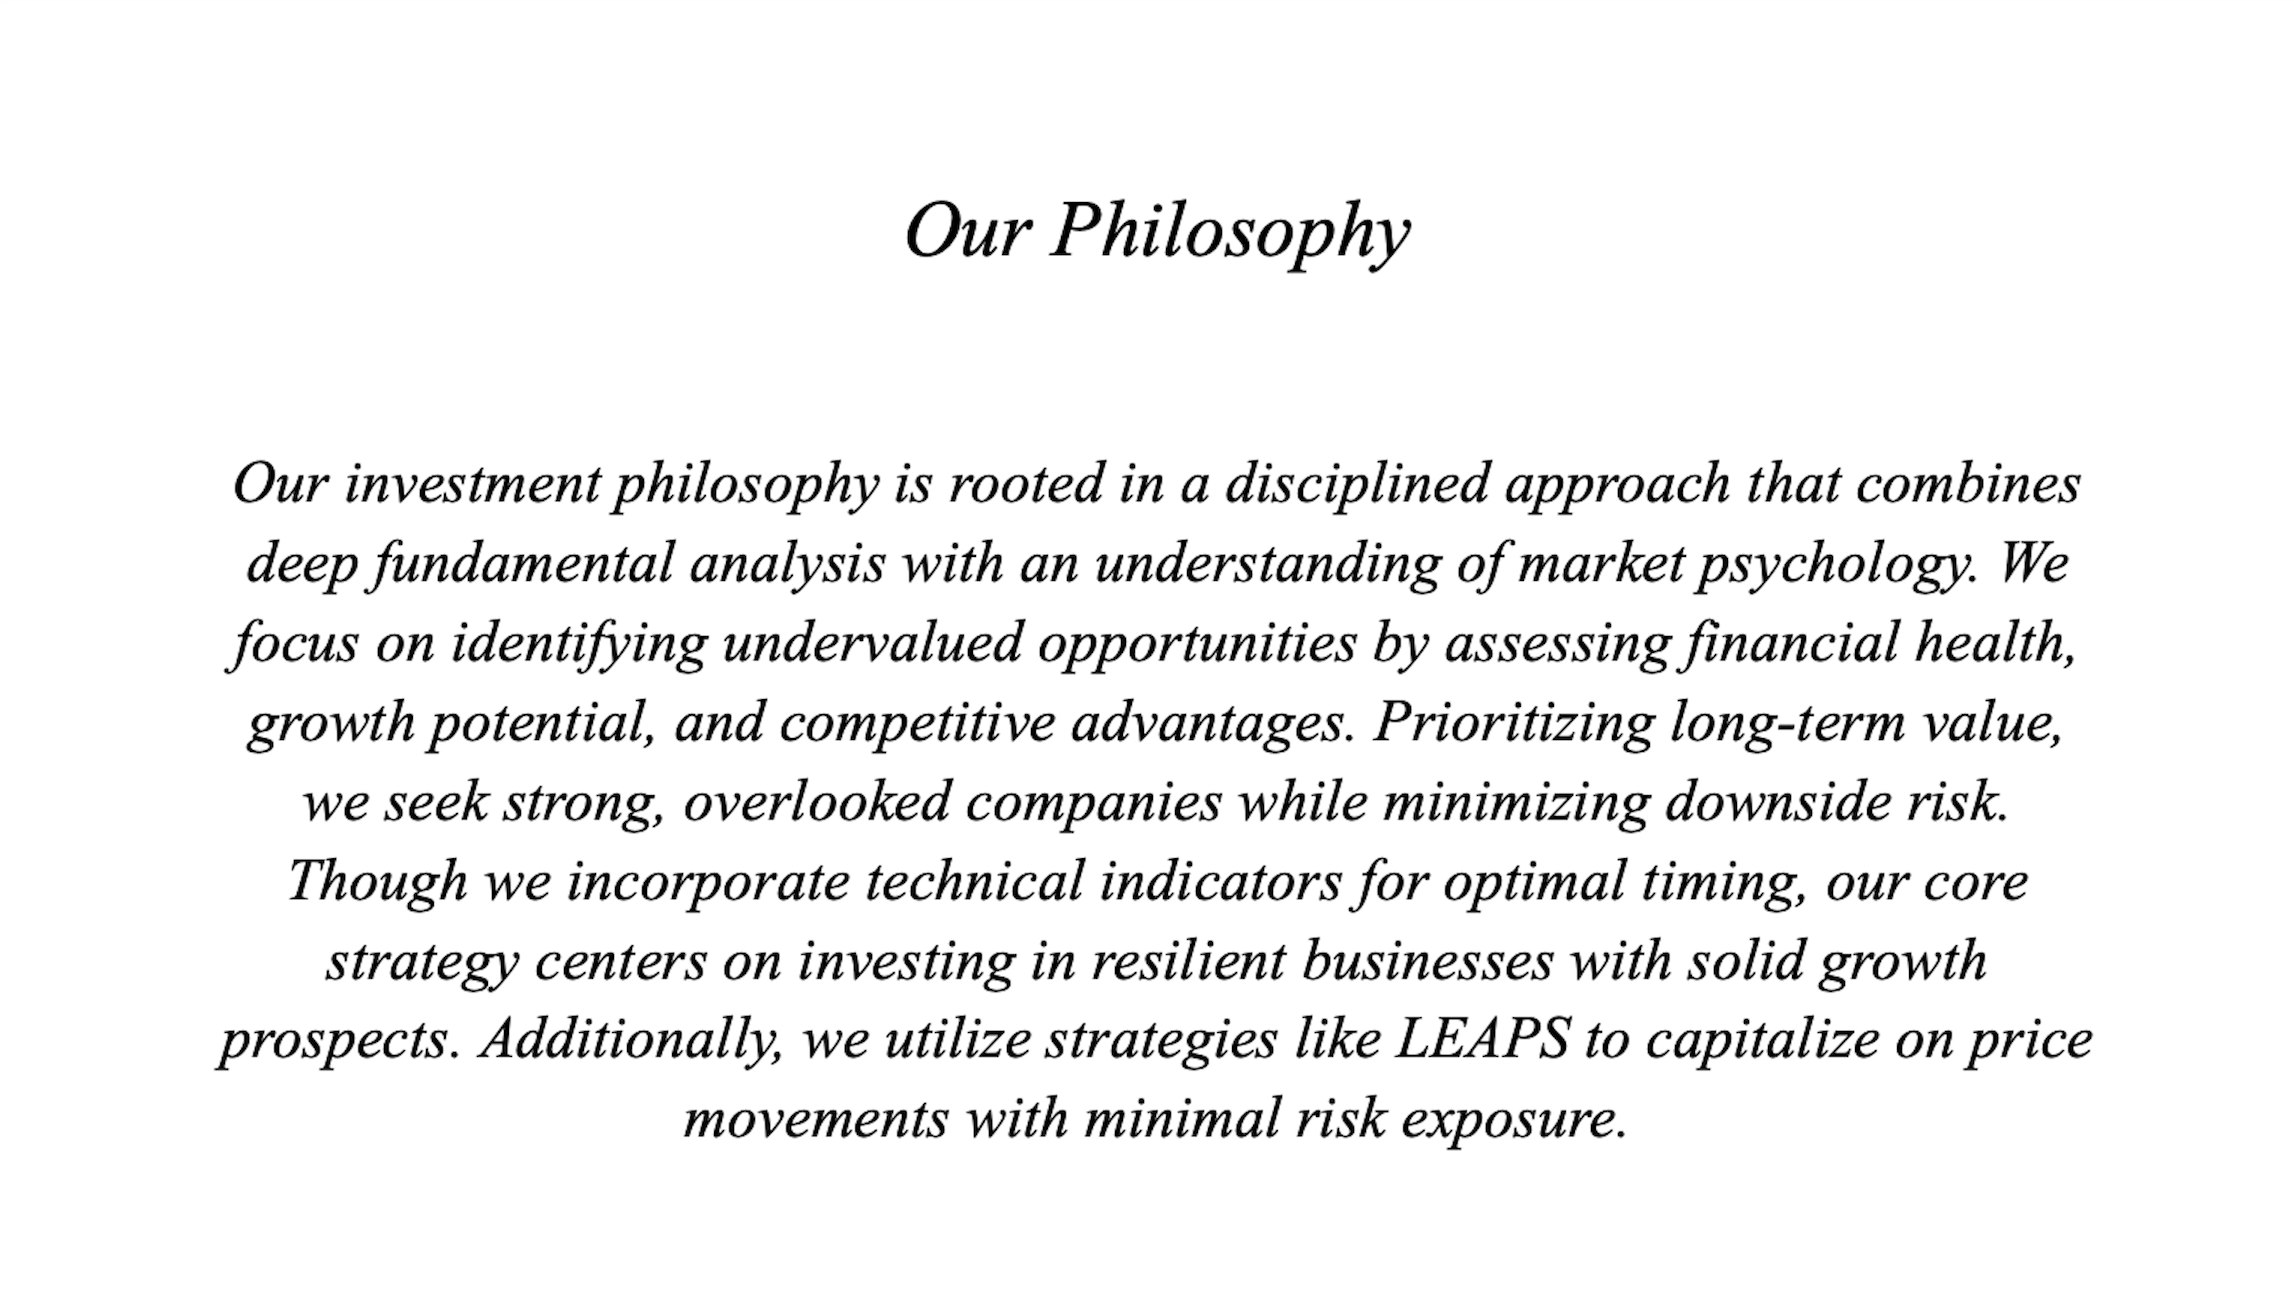 Our Philosophy
Our investment philosophy is rooted in a disciplined approach that combines
deep fundamental analysis with an understanding of market psychology. We
focus on identifying undervalued opportunities by assessing financial health,
growth potential, and competitive advantages. Prioritizing long-term value,
we seek strong, overlooked companies while minimizing downside risk.
Though we incorporate technical indicators for optimal timing, our core
strategy centers on investing in resilient businesses with solid growth
prospects. Additionally, we utilize strategies like LEAPS to capitalize on price
movements with minimal risk exposure.